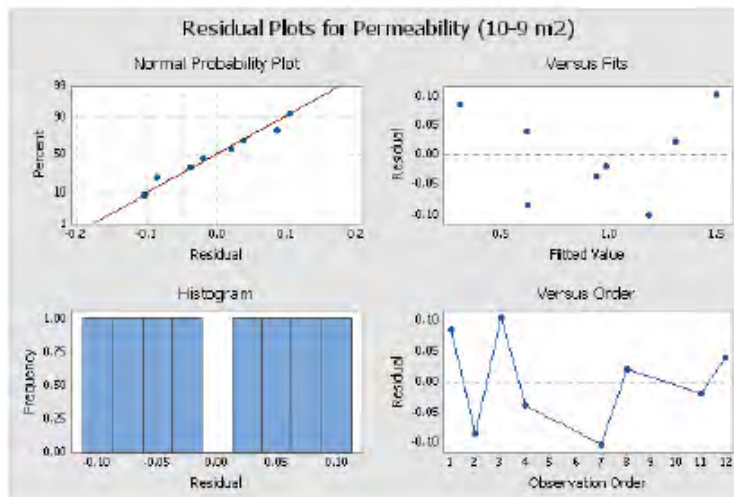 Residual Plots for Permeability (10-9 m2)
Normal Probability Plot
99
90
50
10
1
Percent
-0.2 -0.1 0.0 0.1 0.2
Residual
Versus Fits
0.10
0.05
0.00
-0.05
-0.10
Residual
0.5 1.0 1.5
Fitted Value
Histogram
1.00
0.75
0.50
0.25
0.00
Frequency
-0.10 -0.05 0.00 0.05 0.10
Residual
Versus Order
0.10
0.05
0.00
-0.05
-0.10
Residual
1 2 3 4 5 6 7 8 9 10 11 12
Observation Order